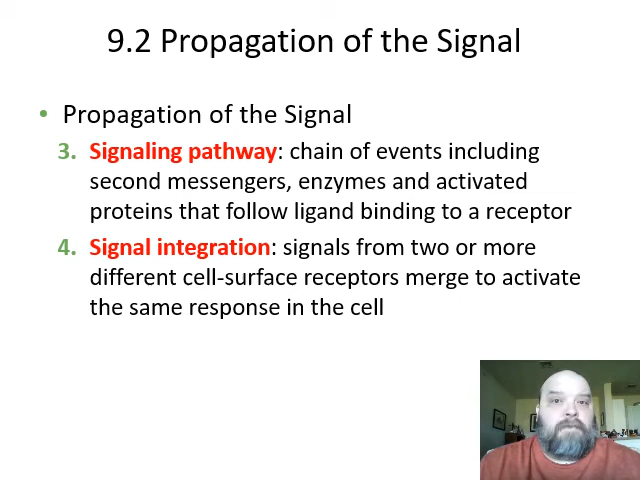 9.2 Propagation of the Signal
• Propagation of the Signal
3. Signaling pathway: chain of events including
second messengers, enzymes and activated
proteins that follow ligand binding to a receptor
4. Signal integration: signals from two or more
different cell-surface receptors merge to activate
the same response in the cell